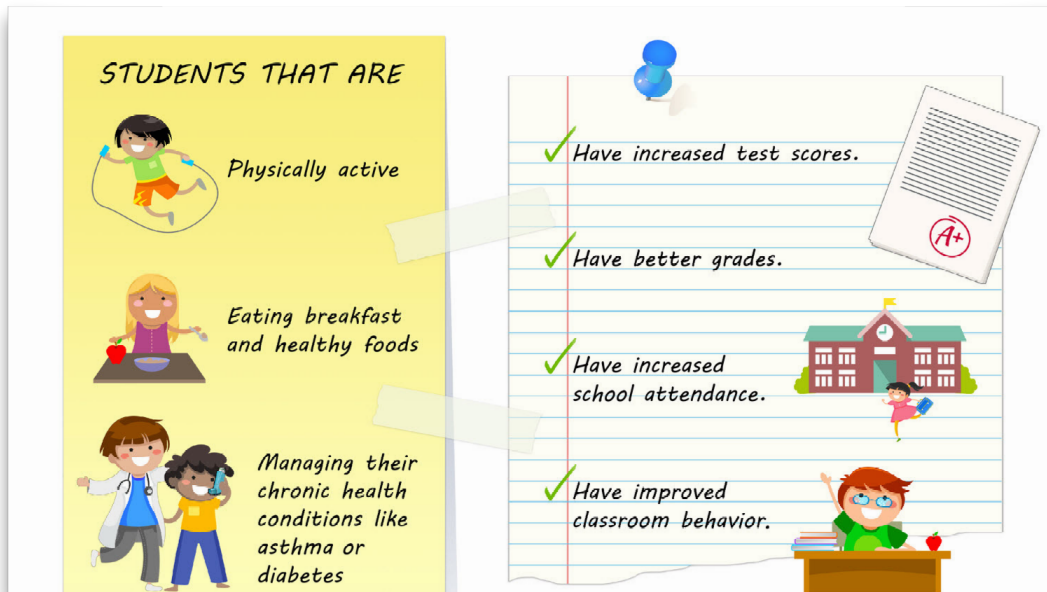 STUDENTS THAT ARE
Physically active
Eating breakfast
and healthy foods
Managing their
chronic health
conditions like
asthma or
diabetes
Have increased test scores.
A+
Have better grades.
Have increased
school attendance.
Have improved
classroom behavior.